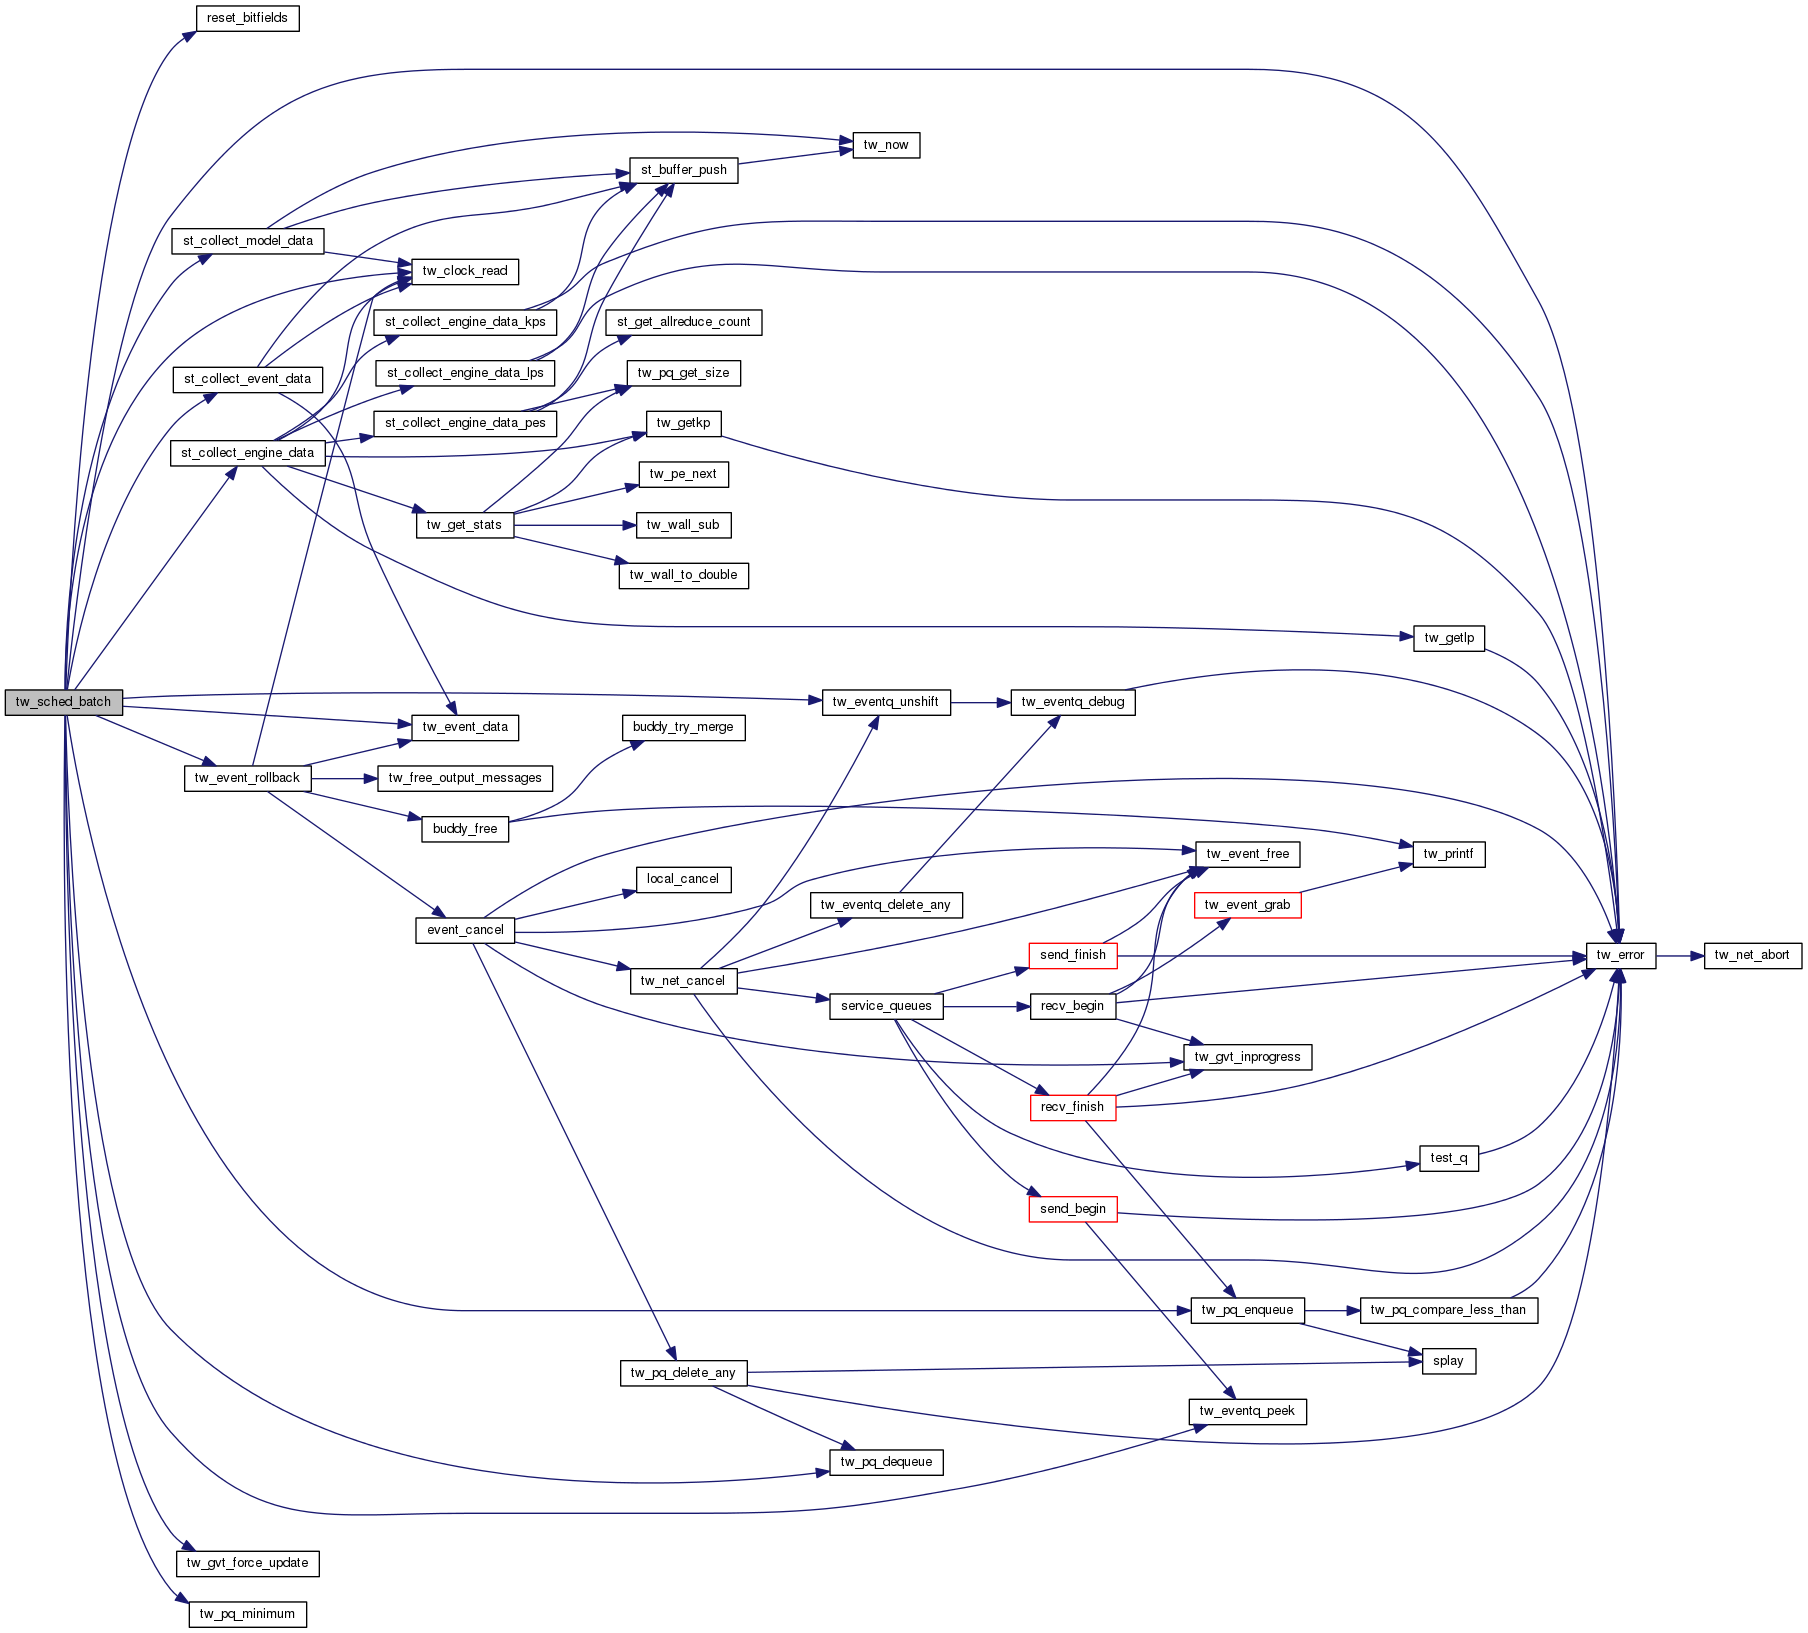 reset_bitfields
tw_now
st_buffer_push
st_collect_model_data
tw_clock_read
st_collect_engine_data_kps
st_get_allreduce_count
st_collect_engine_data_lps
tw_pq_get_size
st_collect_event_data
st_collect_engine_data_pes
tw_getkp
st_collect_engine_data
tw_pe_next
tw_get_stats
tw_wall_sub
tw_wall_to_double
tw_getlp
tw_sched_batch
tw_eventq_unshift
tw_eventq_debug
tw_event_data
buddy_try_merge
tw_event_rollback
tw_free_output_messages
buddy_free
tw_event_free
tw_printf
local_cancel
tw_eventq_delete_any
tw_event_grab
event_cancel
send_finish
tw_error
tw_net_abort
tw_net_cancel
service_queues
recv_begin
tw_gvt_inprogress
recv_finish
test_q
send_begin
tw_pq_enqueue
tw_pq_compare_less_than
splay
tw_pq_delete_any
tw_eventq_peek
tw_pq_dequeue
tw_gvt_force_update
tw_pq_minimum